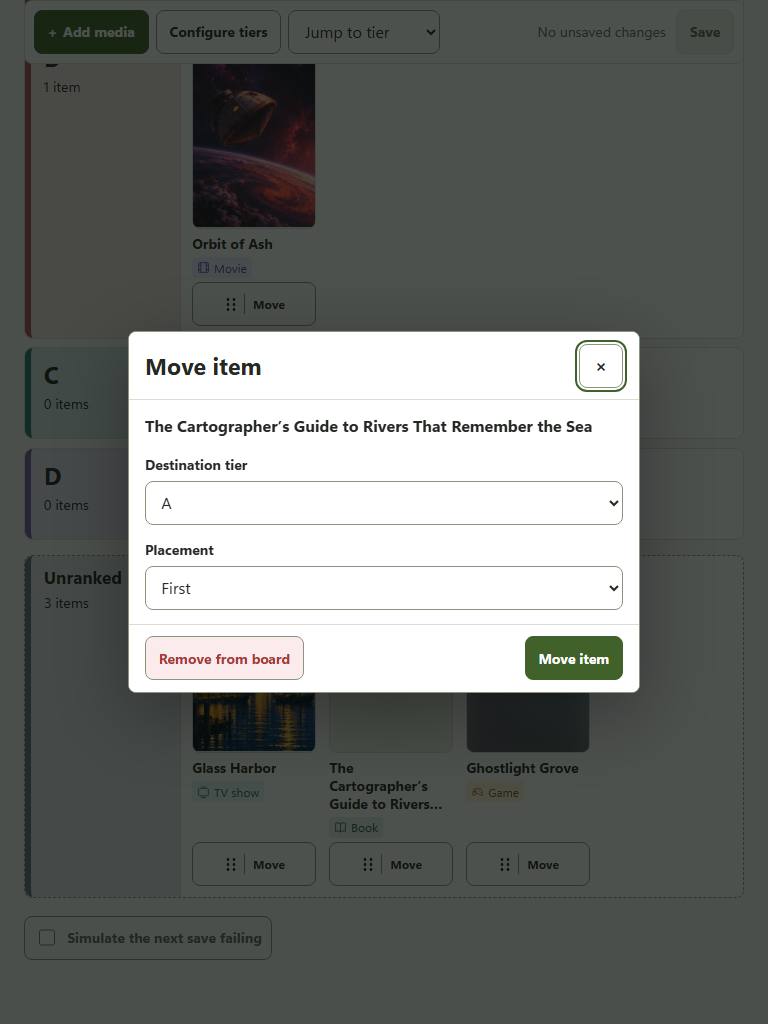 + Add media
Configure tiers
Jump to tier
No unsaved changes
Save
1 item
Orbit of Ash
Movie
Move
C
0 items
D
0 items
Unranked
3 items
Move item
×
The Cartographer’s Guide to Rivers That Remember the Sea
Destination tier
A
Placement
First
Remove from board
Move item
Glass Harbor
TV show
Move
The
Cartographer’s
Guide to Rivers…
Book
Move
Ghostlight Grove
Game
Move
Simulate the next save failing